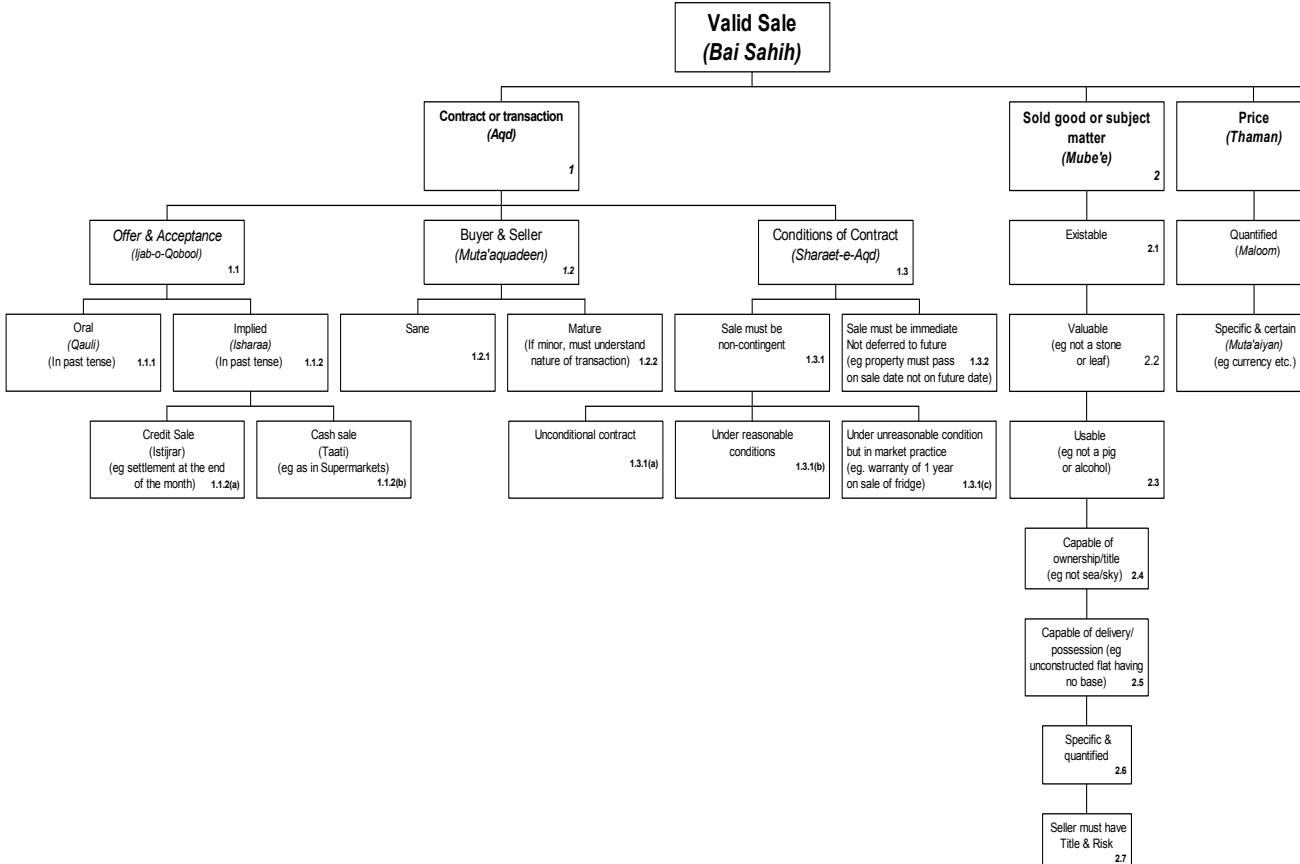 Valid Sale
(Bai Sahih)
Contract or transaction
(Aqd)
1
Sold good or subject
matter
(Mube'e)
2
Price
(Thaman)
Offer & Acceptance
(Ijab-o-Qobool)
1.1
Buyer & Seller
(Muta'aquadeen)
1.2
Conditions of Contract
(Sharaet-e-Aqd)
1.3
Existable
2.1
Quantified
(Maloom)
Oral
(Qauli)
(In past tense) 1.1.1
Implied
(Isharaa)
(In past tense) 1.1.2
Sane
1.2.1
Mature
(If minor, must understand
nature of transaction) 1.2.2
Sale must be
non-contingent
1.3.1
Sale must be immediate
Not deferred to future
(eg property must pass 1.3.2
on sale date not on future date)
Valuable
(eg not a stone
or leaf) 2.2
Specific & certain
(Muta'aiyan)
(eg currency etc.)
Credit Sale
(Istijrar)
(eg settlement at the end
of the month) 1.1.2(a)
Cash sale
(Taati)
(eg as in Supermarkets)
1.1.2(b)
Unconditional contract
1.3.1(a)
Under reasonable
conditions
1.3.1(b)
Under unreasonable condition
but in market practice
(eg. warranty of 1 year
on sale of fridge) 1.3.1(c)
Usable
(eg not a pig
or alcohol)
2.3
Capable of
ownership/title
(eg not sea/sky) 2.4
Capable of delivery/
possession (eg
unconstructed flat having
no base) 2.5
Specific &
quantified
2.6
Seller must have
Title & Risk
2.7